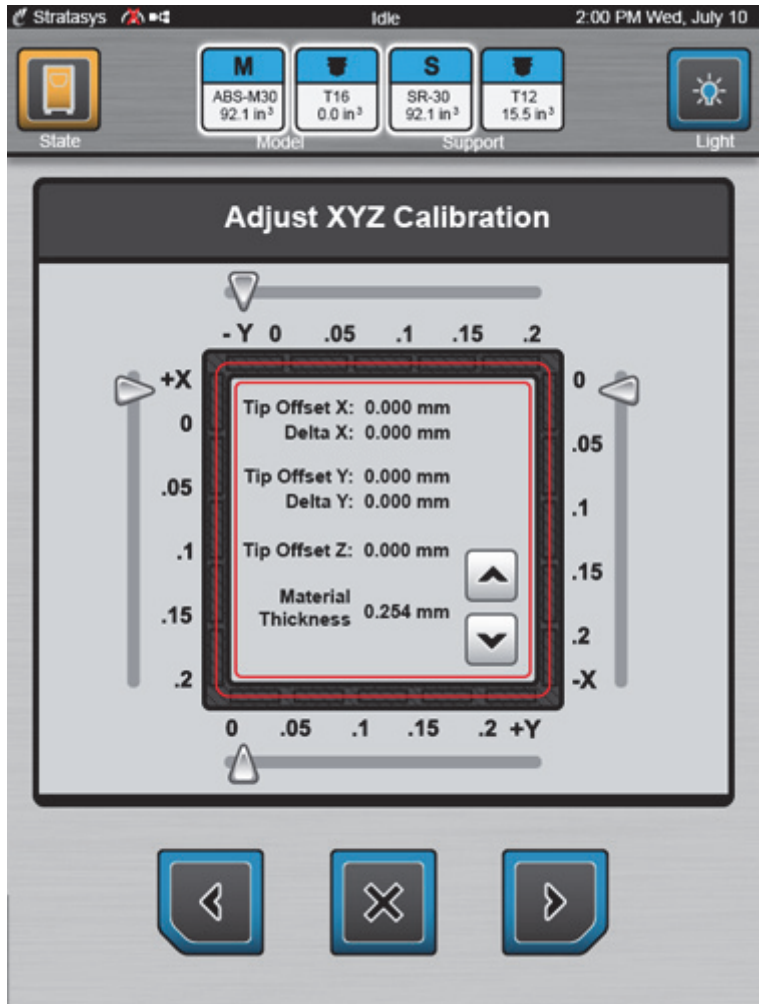 Stratasys Idle 2:00 PM Wed, July 10
M S
ABS-M30 T16 SR-30 T12
92.1 in³ 0.0 in³ 92.1 in³ 15.5 in³
State Model Support Light
Adjust XYZ Calibration
- Y 0 .05 .1 .15 .2
+X
0
.05
.1
.15
.2
Tip Offset X: 0.000 mm
Delta X: 0.000 mm
Tip Offset Y: 0.000 mm
Delta Y: 0.000 mm
Tip Offset Z: 0.000 mm
Material
Thickness 0.254 mm
0
.05
.1
.15
.2
-X
0 .05 .1 .15 .2 +Y